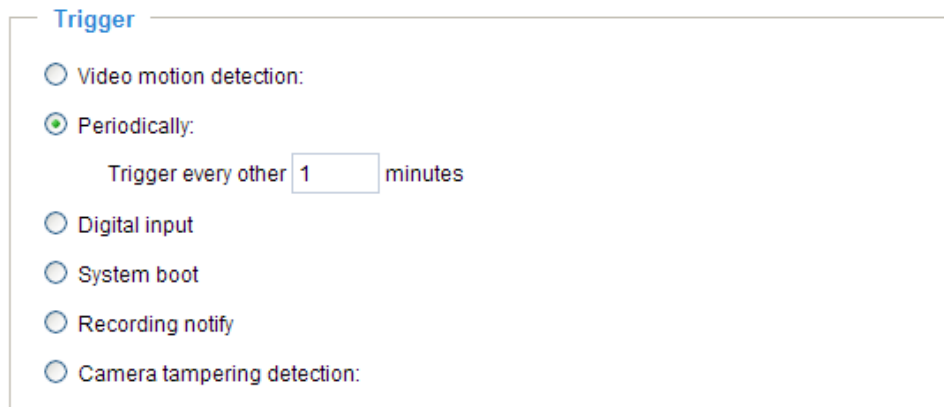 Trigger
Video motion detection:
Periodically:
Trigger every other 1 minutes
Digital input
System boot
Recording notify
Camera tampering detection: